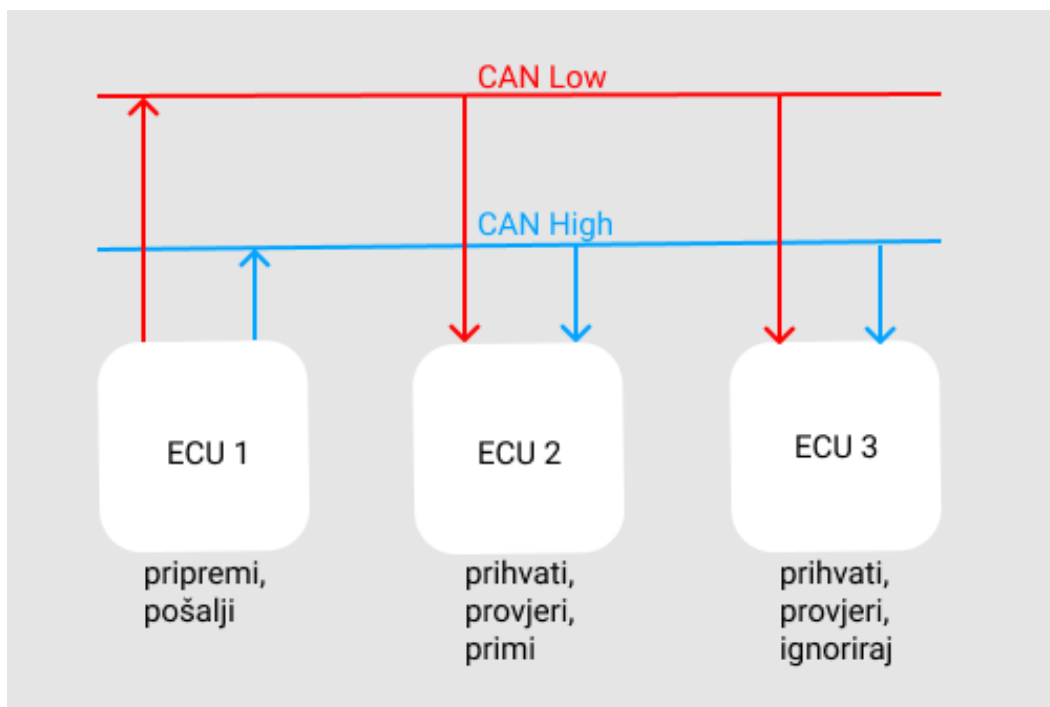 CAN Low
CAN High
ECU 1
ECU 2
ECU 3
pripremi,
pošalji
prihvati,
provjeri,
primi
prihvati,
provjeri,
ignoriraj